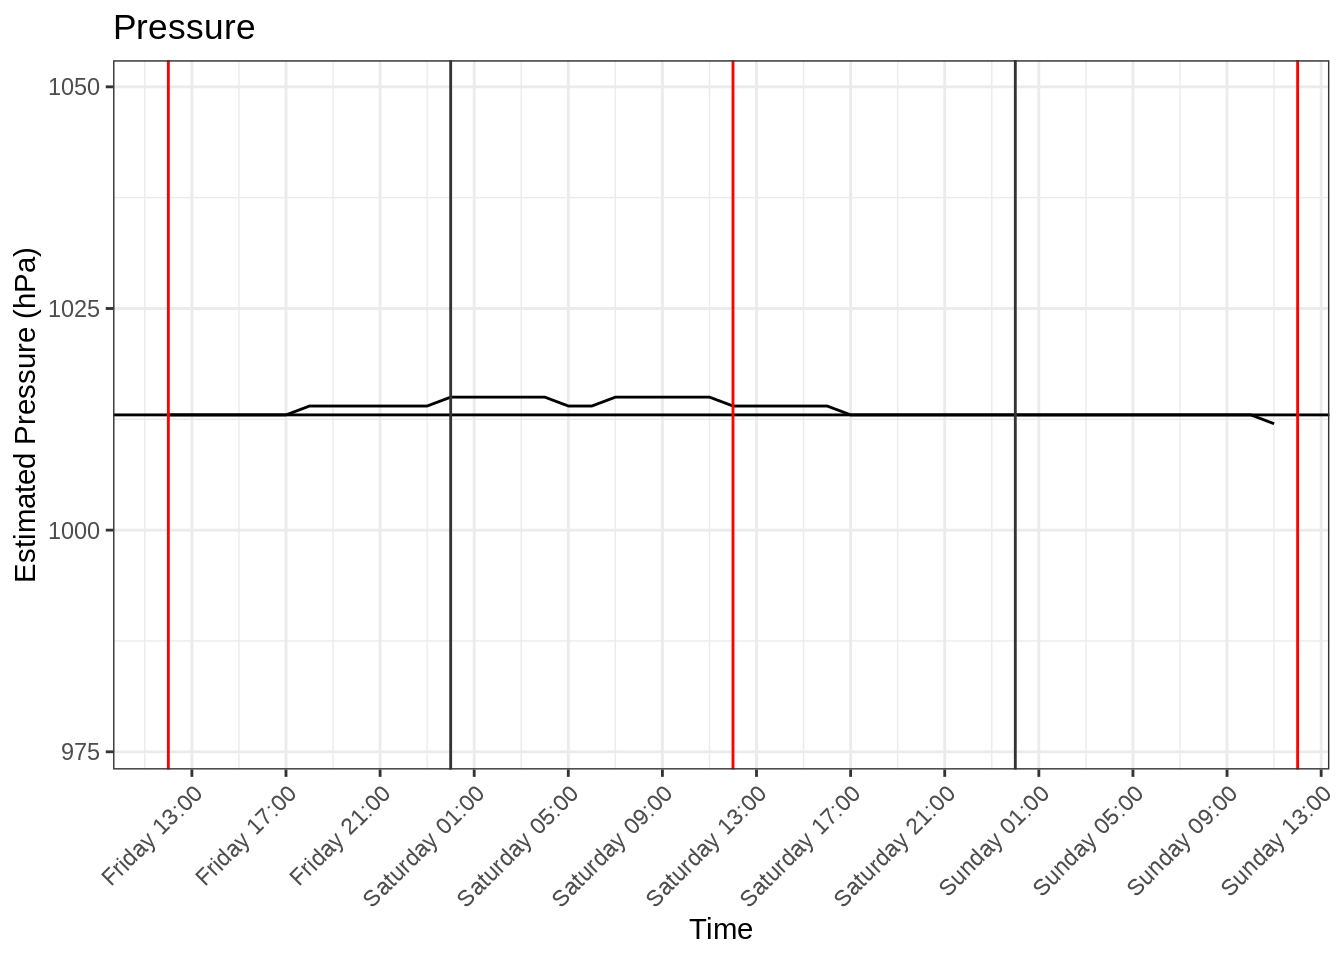 Pressure
Estimated Pressure (hPa)
1050
1025
1000
975
Friday 13:00
Friday 17:00
Friday 21:00
Saturday 01:00
Saturday 05:00
Saturday 09:00
Saturday 13:00
Saturday 17:00
Saturday 21:00
Sunday 01:00
Sunday 05:00
Sunday 09:00
Sunday 13:00
Time